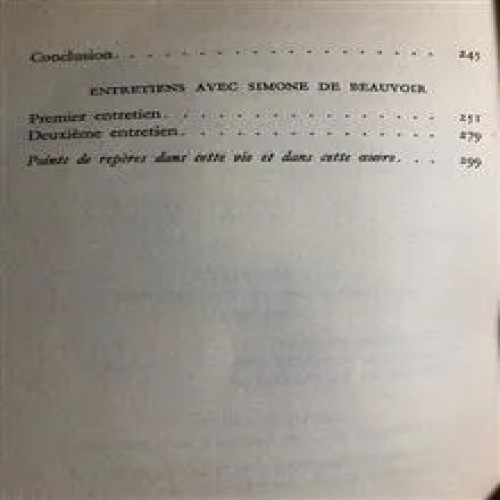 Conclusion. . . . . . . . . . . . . . . . . 245
ENTRETIENS AVEC SIMONE DE BEAUVOIR
Premier entretien. . . . . . . . . . . . . . 251
Deuxième entretien. . . . . . . . . . . . . 279
Points de repères dans cette vie et dans cette œuvre. . . 299